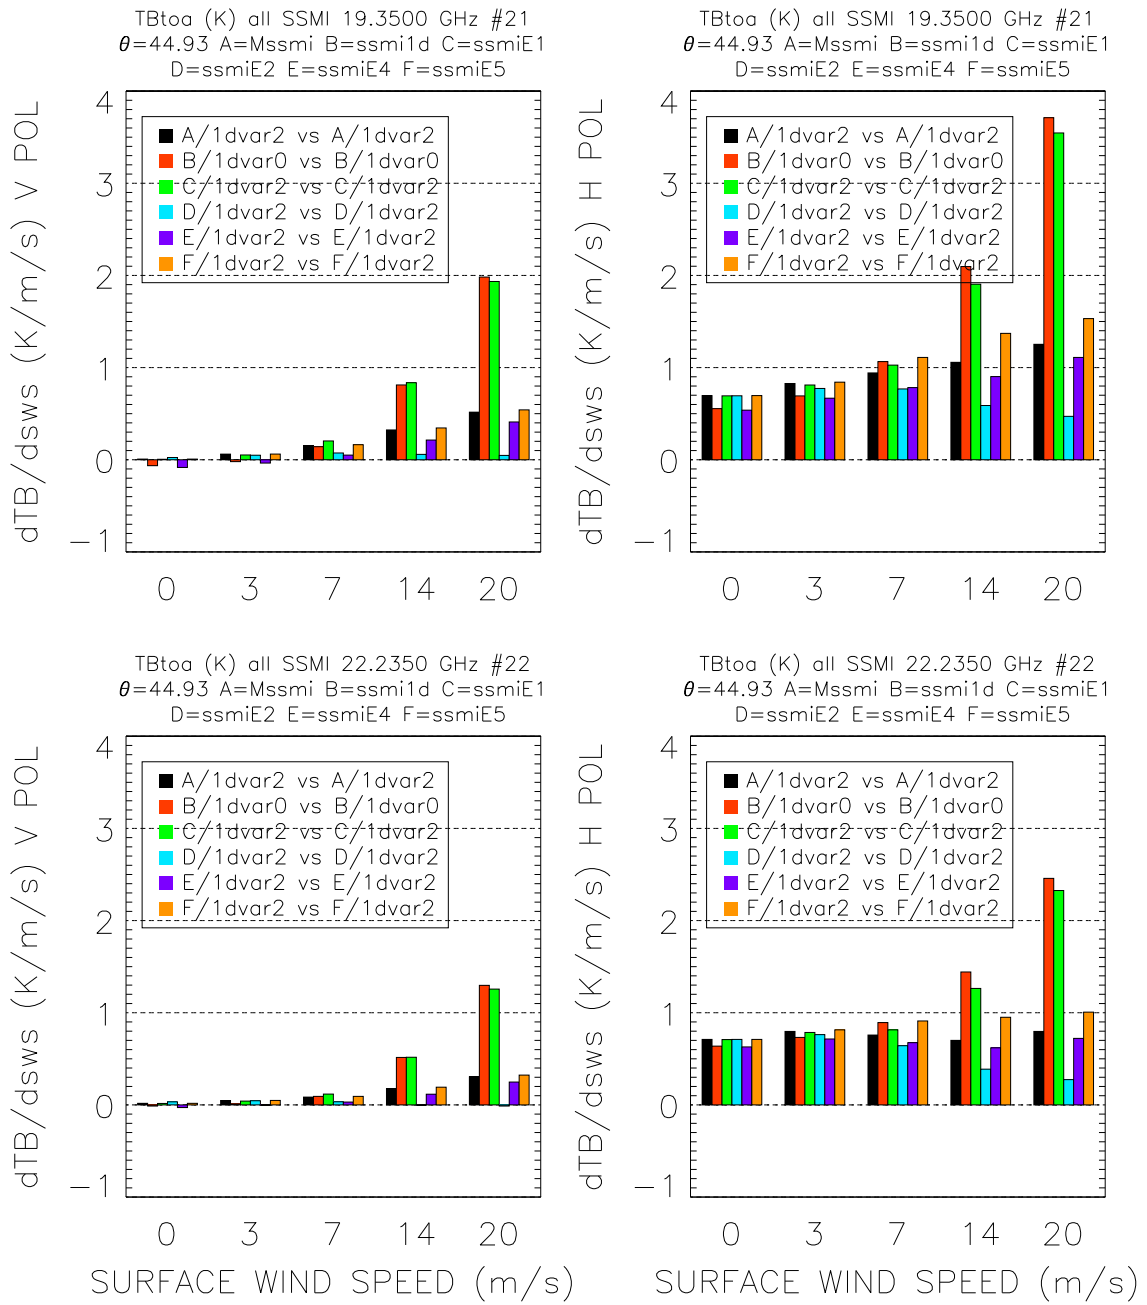 TBtoa (K) all SSMI 19.3500 GHz #21
θ=44.93 A=Mssmi B=ssmi1d C=ssmiE1
D=ssmiE2 E=ssmiE4 F=ssmiE5
dTB/dsws (K/m/s) V POL
4
3
2
1
0
−1
A/1dvar2 vs A/1dvar2
B/1dvar0 vs B/1dvar0
C/1dvar2 vs C/1dvar2
D/1dvar2 vs D/1dvar2
E/1dvar2 vs E/1dvar2
F/1dvar2 vs F/1dvar2
0 3 7 14 20
TBtoa (K) all SSMI 19.3500 GHz #21
θ=44.93 A=Mssmi B=ssmi1d C=ssmiE1
D=ssmiE2 E=ssmiE4 F=ssmiE5
dTB/dsws (K/m/s) H POL
4
3
2
1
0
−1
A/1dvar2 vs A/1dvar2
B/1dvar0 vs B/1dvar0
C/1dvar2 vs C/1dvar2
D/1dvar2 vs D/1dvar2
E/1dvar2 vs E/1dvar2
F/1dvar2 vs F/1dvar2
0 3 7 14 20
TBtoa (K) all SSMI 22.2350 GHz #22
θ=44.93 A=Mssmi B=ssmi1d C=ssmiE1
D=ssmiE2 E=ssmiE4 F=ssmiE5
dTB/dsws (K/m/s) V POL
4
3
2
1
0
−1
A/1dvar2 vs A/1dvar2
B/1dvar0 vs B/1dvar0
C/1dvar2 vs C/1dvar2
D/1dvar2 vs D/1dvar2
E/1dvar2 vs E/1dvar2
F/1dvar2 vs F/1dvar2
0 3 7 14 20
SURFACE WIND SPEED (m/s)
TBtoa (K) all SSMI 22.2350 GHz #22
θ=44.93 A=Mssmi B=ssmi1d C=ssmiE1
D=ssmiE2 E=ssmiE4 F=ssmiE5
dTB/dsws (K/m/s) H POL
4
3
2
1
0
−1
A/1dvar2 vs A/1dvar2
B/1dvar0 vs B/1dvar0
C/1dvar2 vs C/1dvar2
D/1dvar2 vs D/1dvar2
E/1dvar2 vs E/1dvar2
F/1dvar2 vs F/1dvar2
0 3 7 14 20
SURFACE WIND SPEED (m/s)